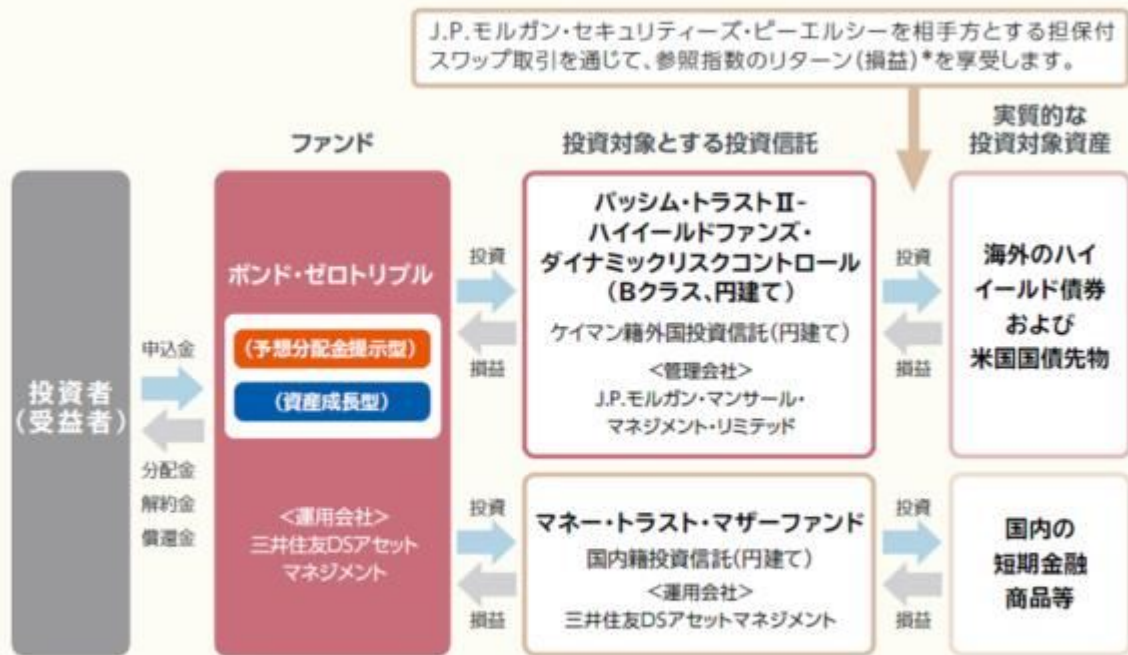 J.P.モルガン・セキュリティーズ・ピーエルシーを相手方とする担保付
スワップ取引を通じて、参照指数のリターン(損益)*を享受します。
ファンド
投資対象とする投資信託
実質的な
投資対象資産
投資者
(受益者)
申込金
分配金
解約金
償還金
ボンド・ゼロトリプル
(予想分配金提示型)
(資産成長型)
<運用会社>
三井住友DSアセット
マネジメント
投資
損益
バッシム・トラストⅡ-
ハイイールドファンズ・
ダイナミックリスクコントロール
(Bクラス、円建て)
ケイマン籍外国投資信託(円建て)
<管理会社>
J.P.モルガン・マンサール・
マネジメント・リミテッド
投資
損益
海外のハイ
イールド債券
および
米国国債先物
投資
損益
マネー・トラスト・マザーファンド
国内籍投資信託(円建て)
<運用会社>
三井住友DSアセットマネジメント
投資
損益
国内の
短期金融
商品等